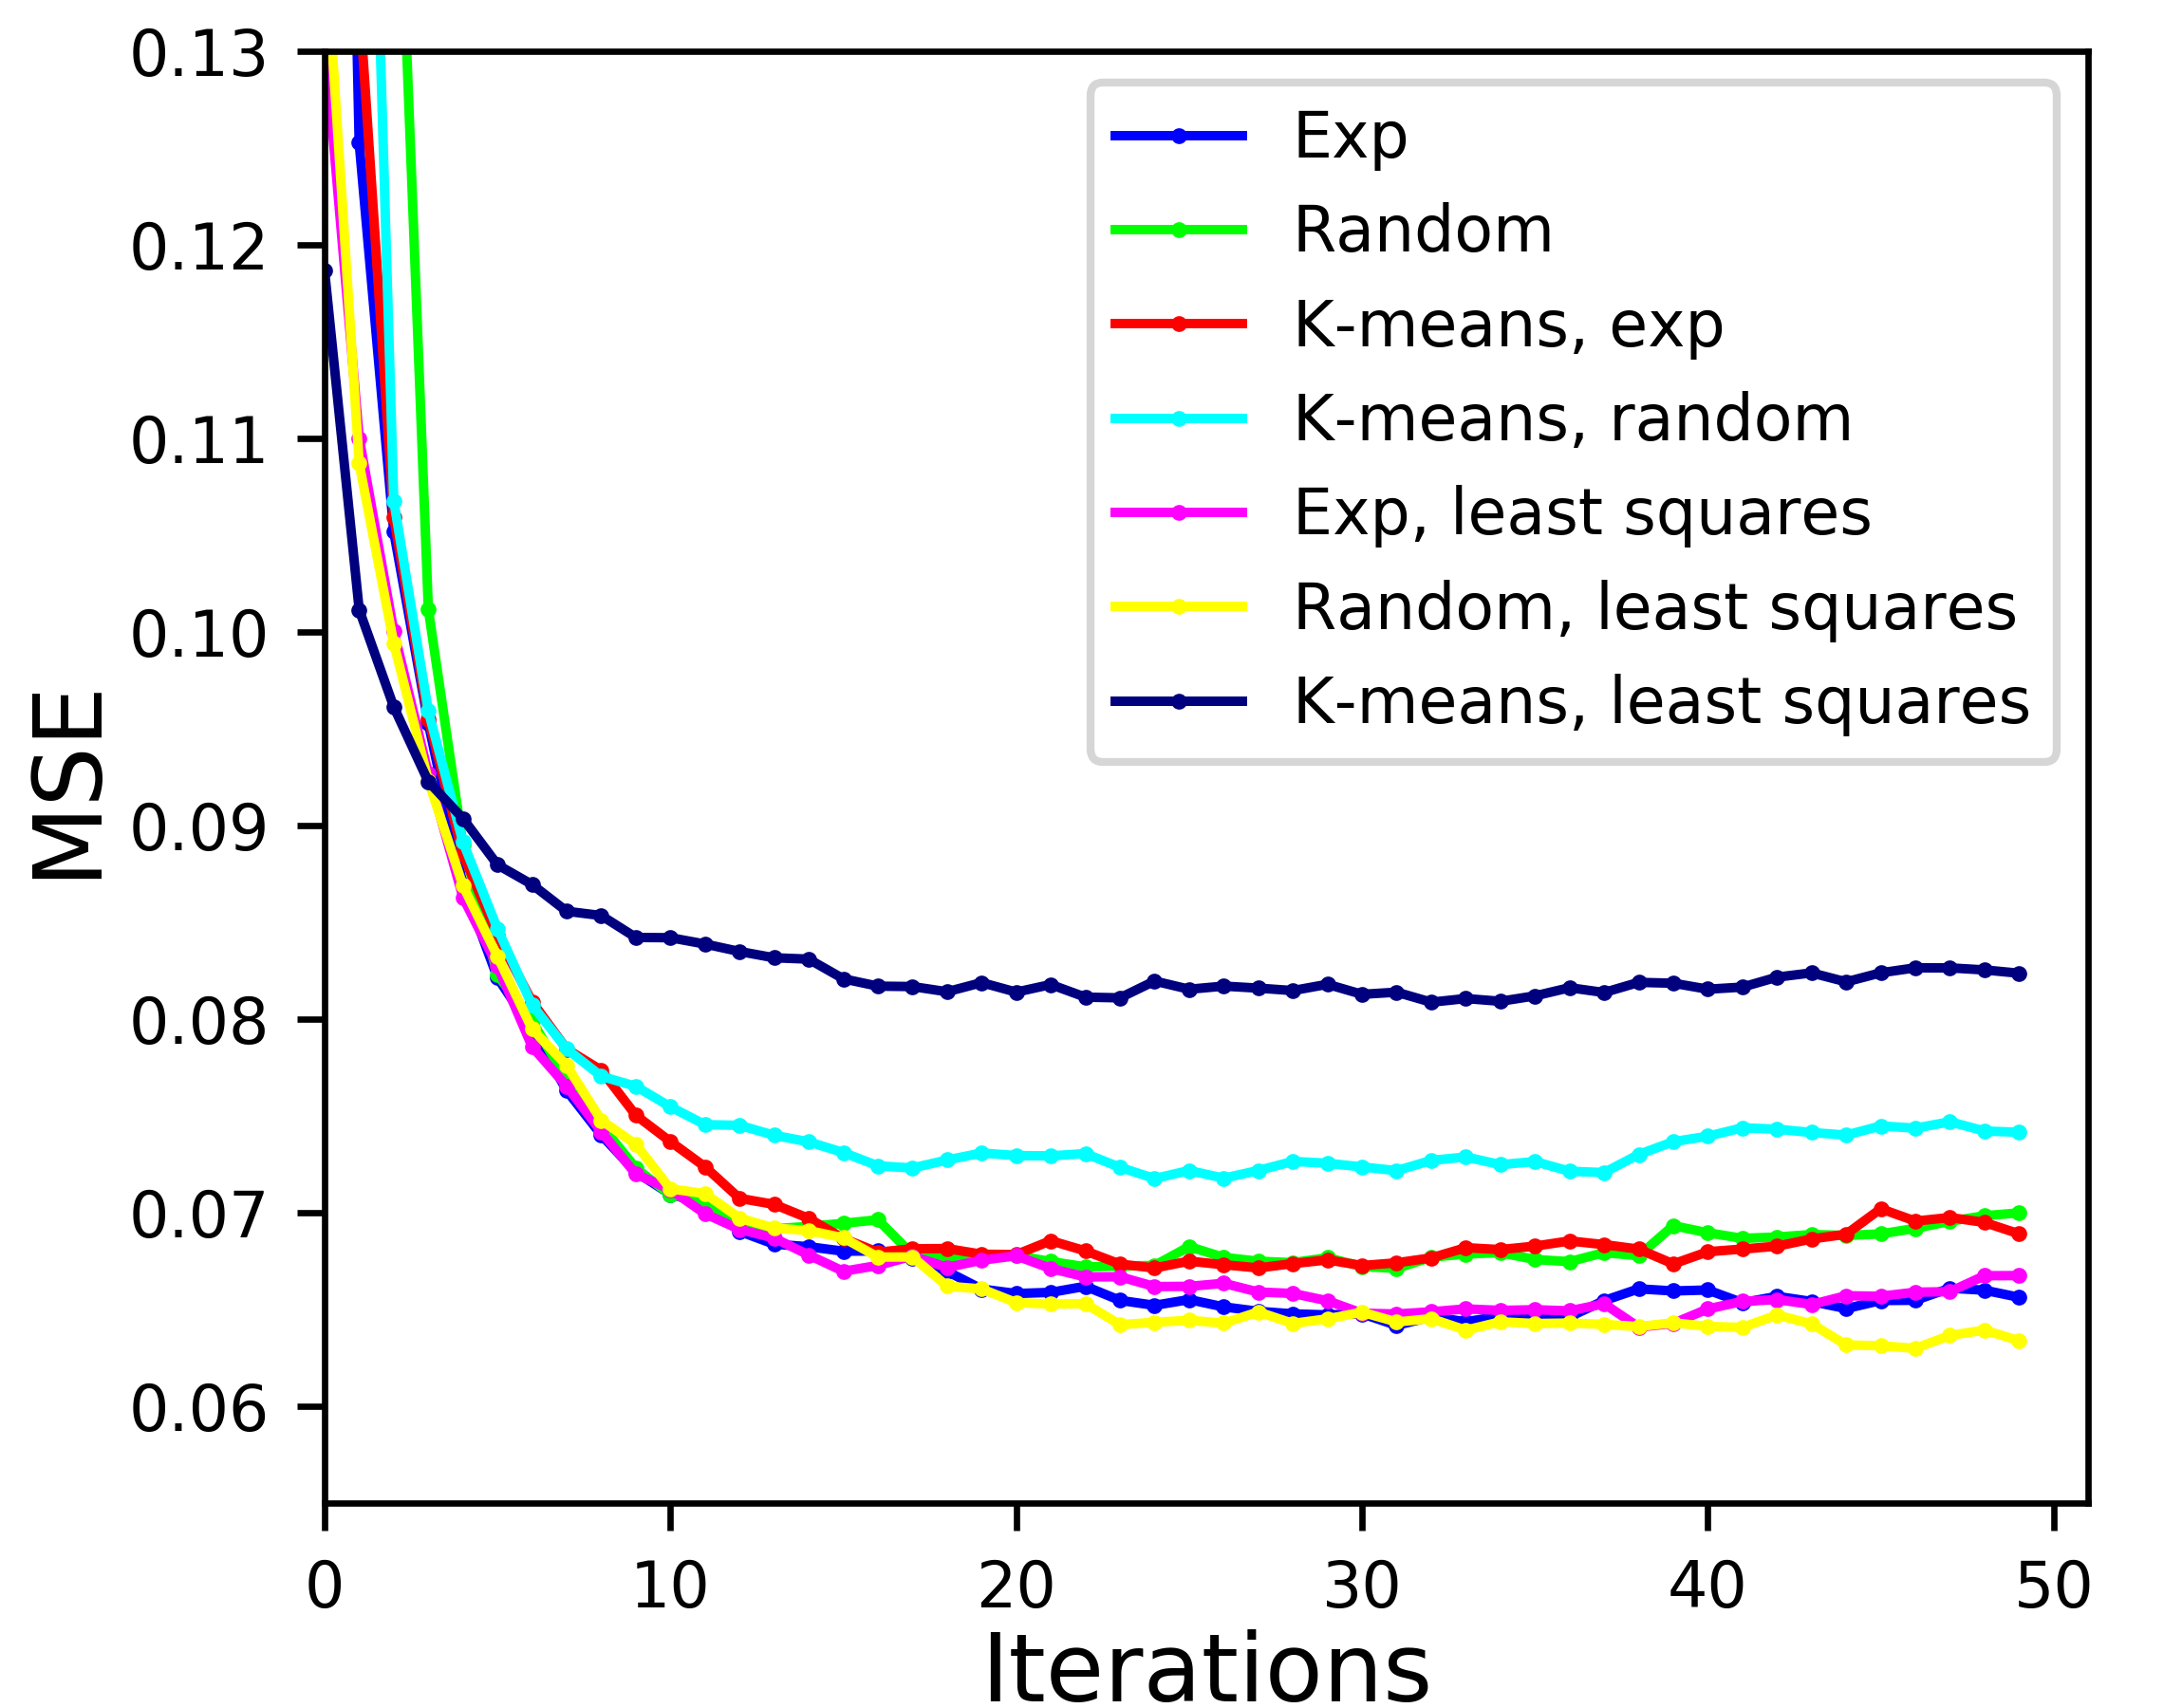 0.13
0.12
0.11
0.10
0.09
0.08
0.07
0.06
MSE
Exp
Random
K-means, exp
K-means, random
Exp, least squares
Random, least squares
K-means, least squares
0 10 20 30 40 50
Iterations